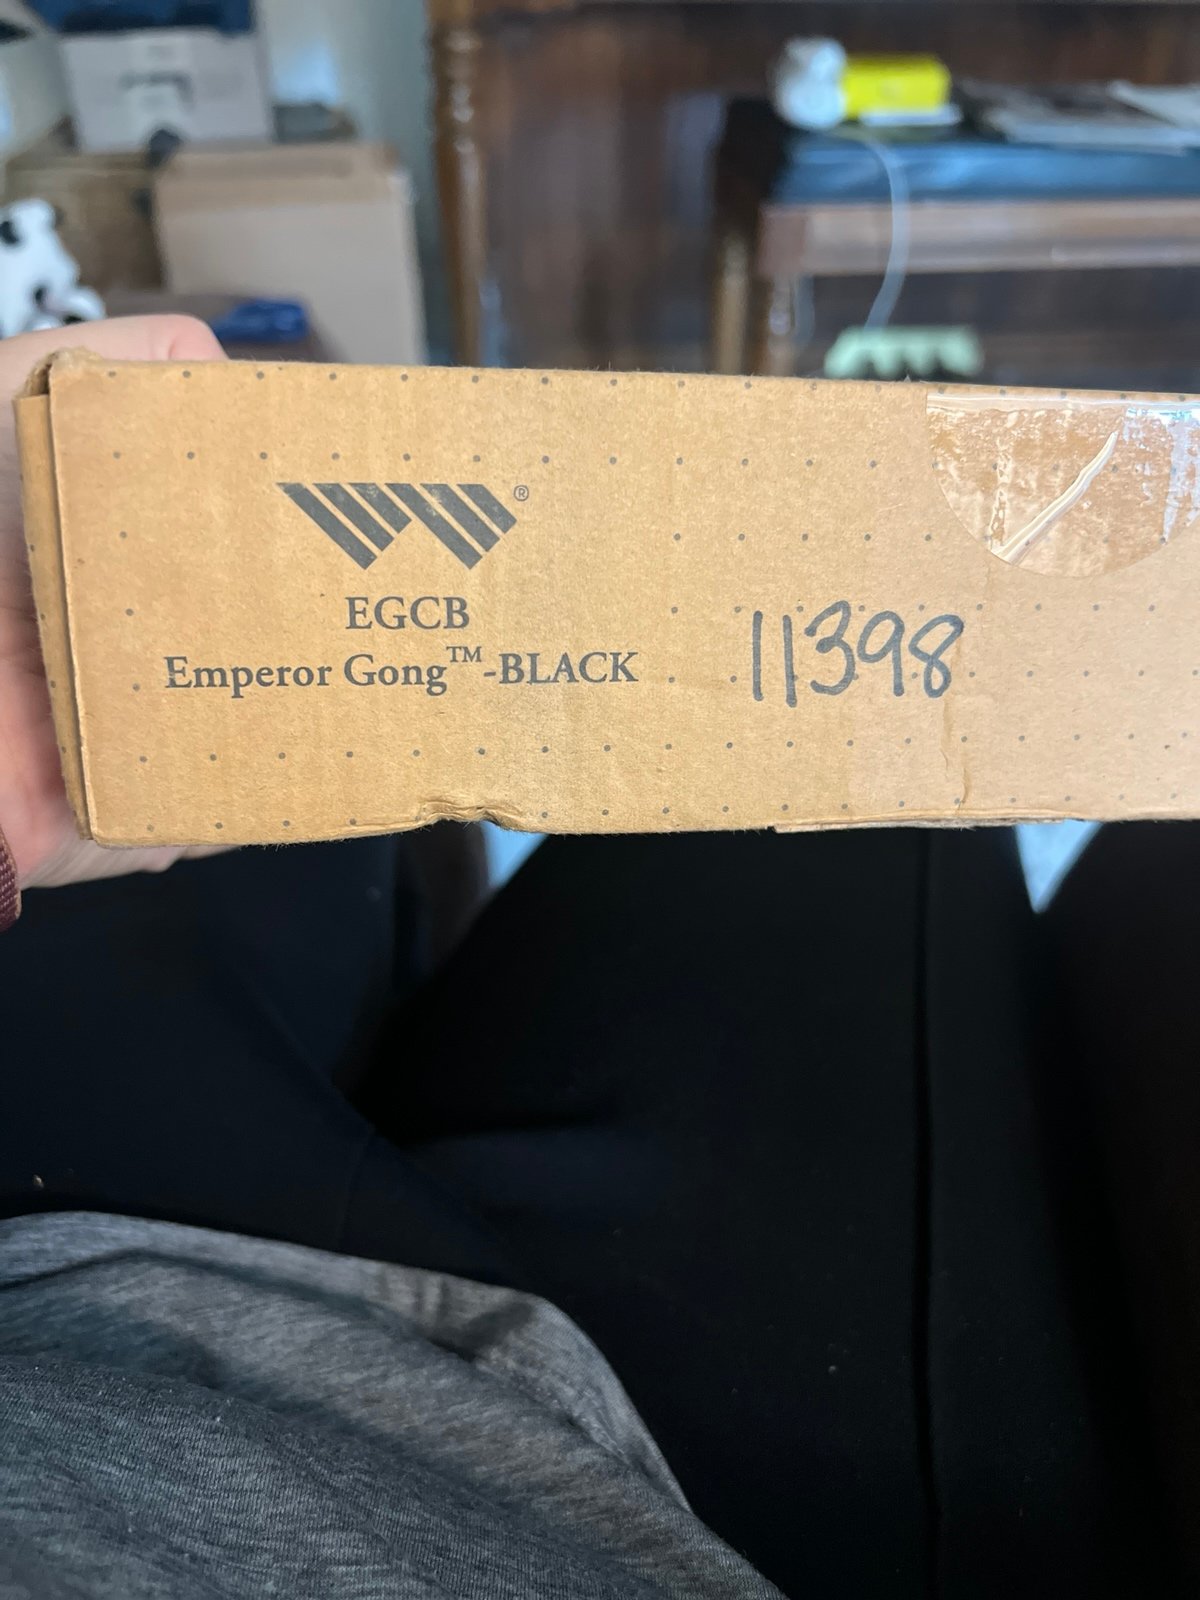 ®
EGCB
Emperor Gong™-BLACK
11398